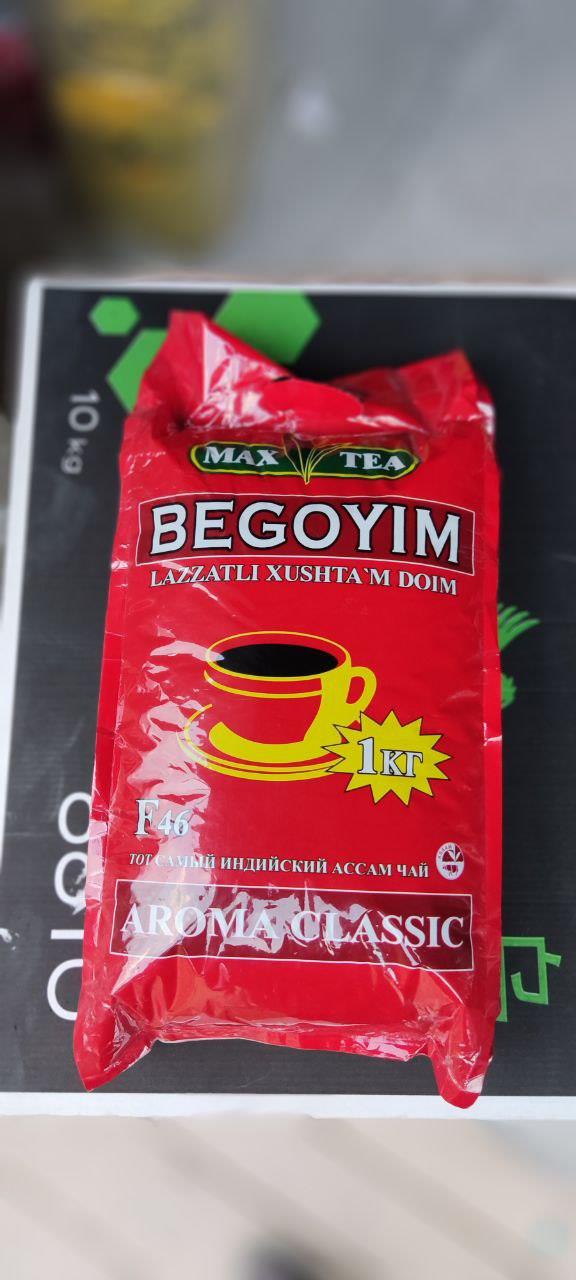 10 kg
MAX TEA
BEGOYIM
LAZZATLI XUSHTA`M DOIM
1КГ
F46
ТОТ САМЫЙ ИНДИЙСКИЙ АССАМ ЧАЙ
AROMA CLASSIC